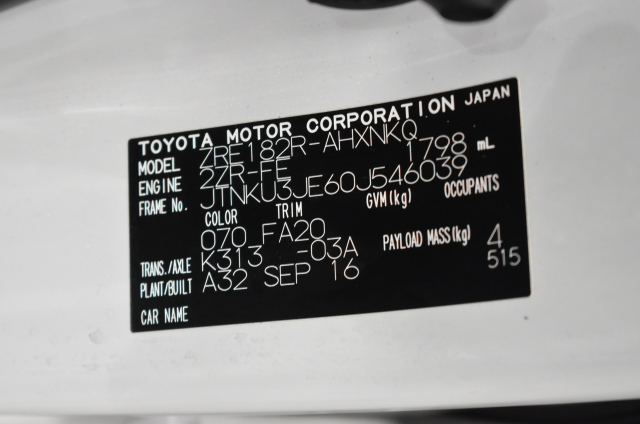 TOYOTA MOTOR CORPORATION JAPAN
MODEL ZRE182R-AHXNKQ
ENGINE 2ZR-FE 1798 mL
FRAME No. JTNKU3JE60J546039
COLOR TRIM GVM(kg) OCCUPANTS
070 FA20
TRANS./AXLE K313 -03A PAYLOAD MASS(kg) 4
PLANT/BUILT A32 SEP 16 515
CAR NAME